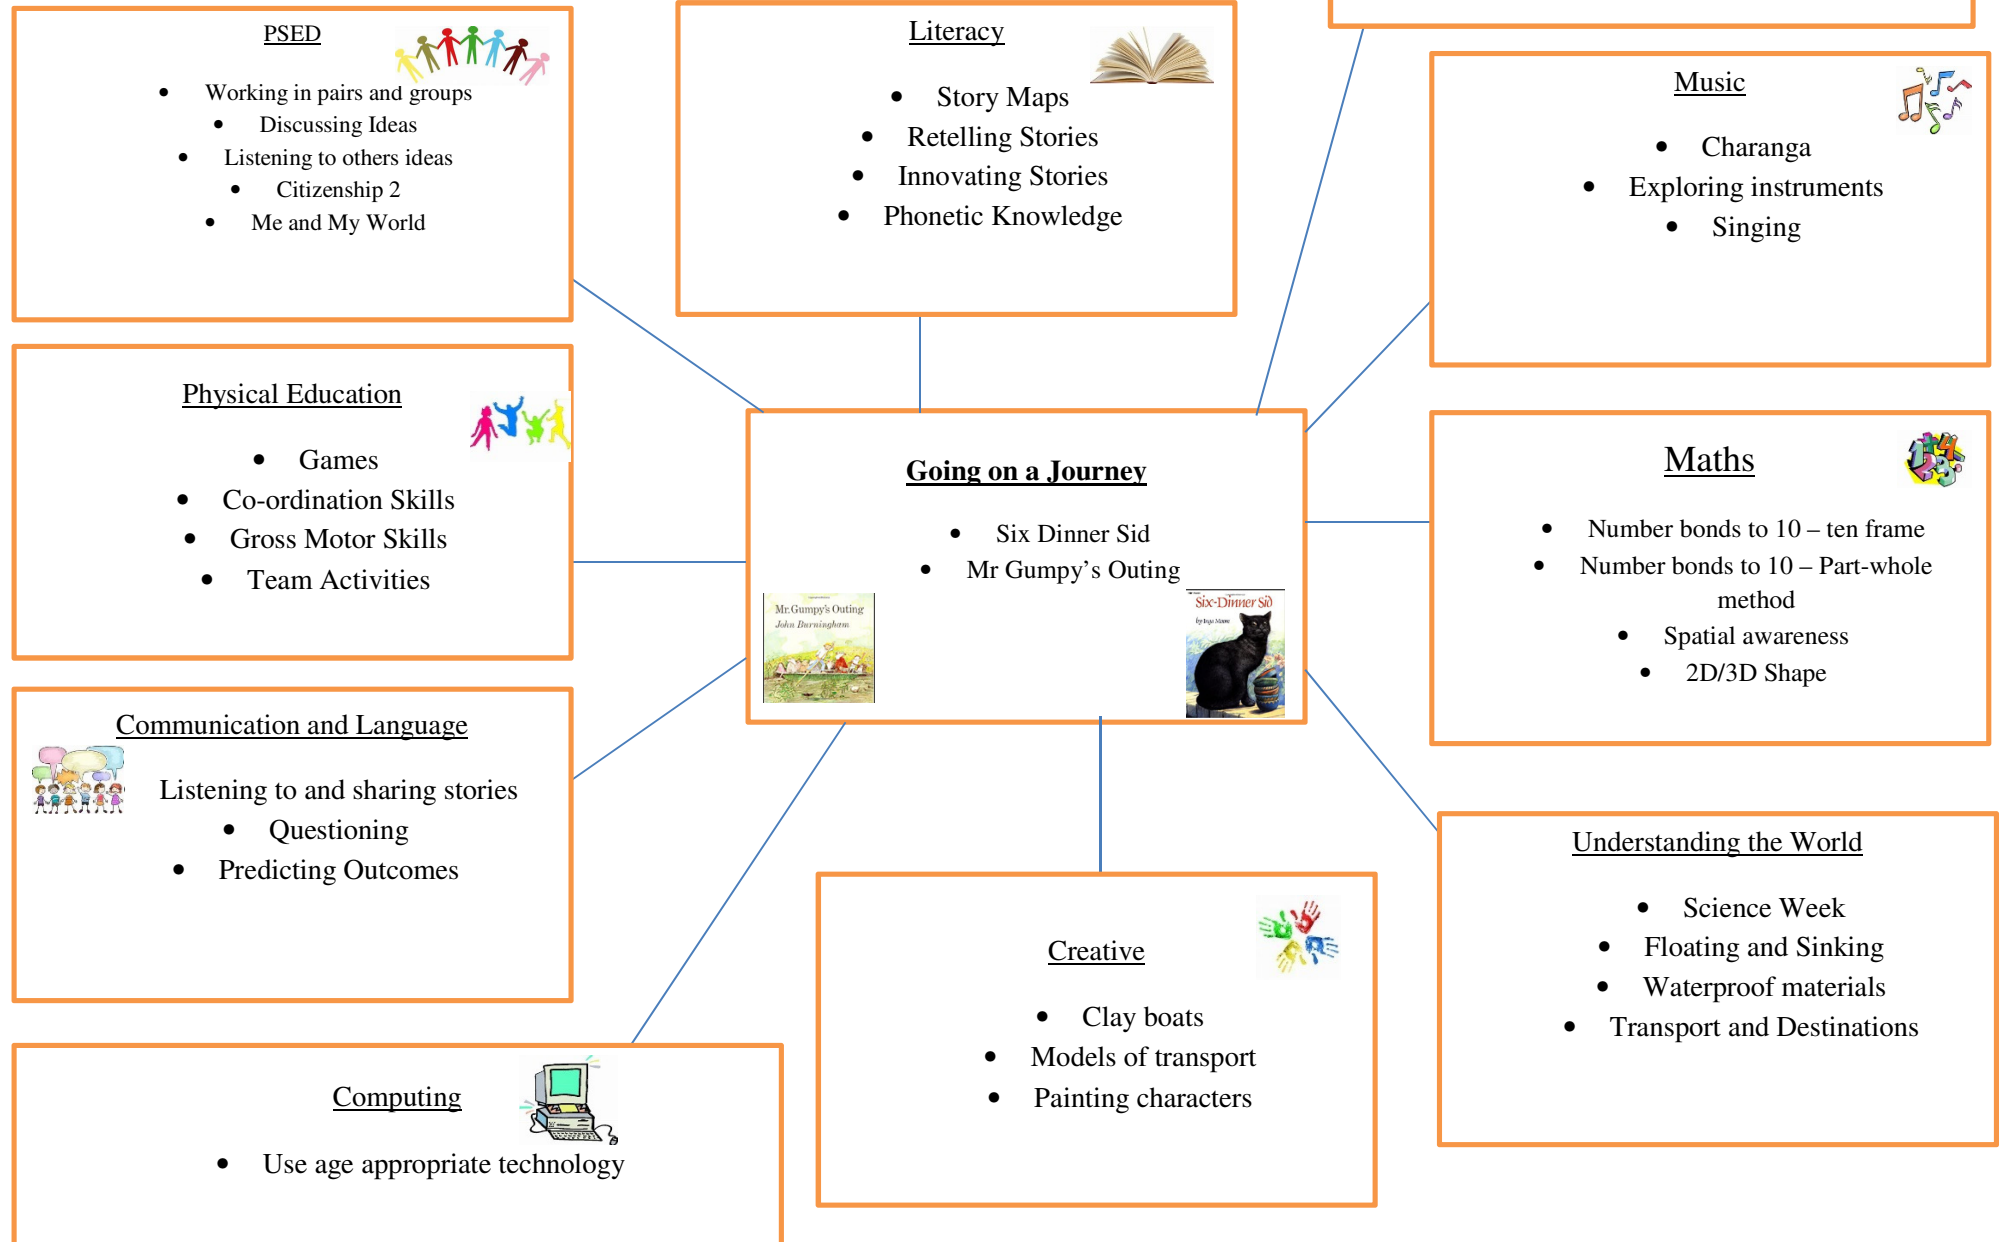 PSED
• Working in pairs and groups
• Discussing Ideas
• Listening to others ideas
• Citizenship 2
• Me and My World
Literacy
• Story Maps
• Retelling Stories
• Innovating Stories
• Phonetic Knowledge
Music
• Charanga
• Exploring instruments
• Singing
Physical Education
• Games
• Co-ordination Skills
• Gross Motor Skills
• Team Activities
Going on a Journey
• Six Dinner Sid
• Mr Gumpy’s Outing
Mr. Gumpy's Outing
John Burningham
Six-Dinner Sid
by Inga Moore
Maths
• Number bonds to 10 – ten frame
• Number bonds to 10 – Part-whole
method
• Spatial awareness
• 2D/3D Shape
Communication and Language
Listening to and sharing stories
• Questioning
• Predicting Outcomes
Creative
• Clay boats
• Models of transport
• Painting characters
Understanding the World
• Science Week
• Floating and Sinking
• Waterproof materials
• Transport and Destinations
Computing
• Use age appropriate technology